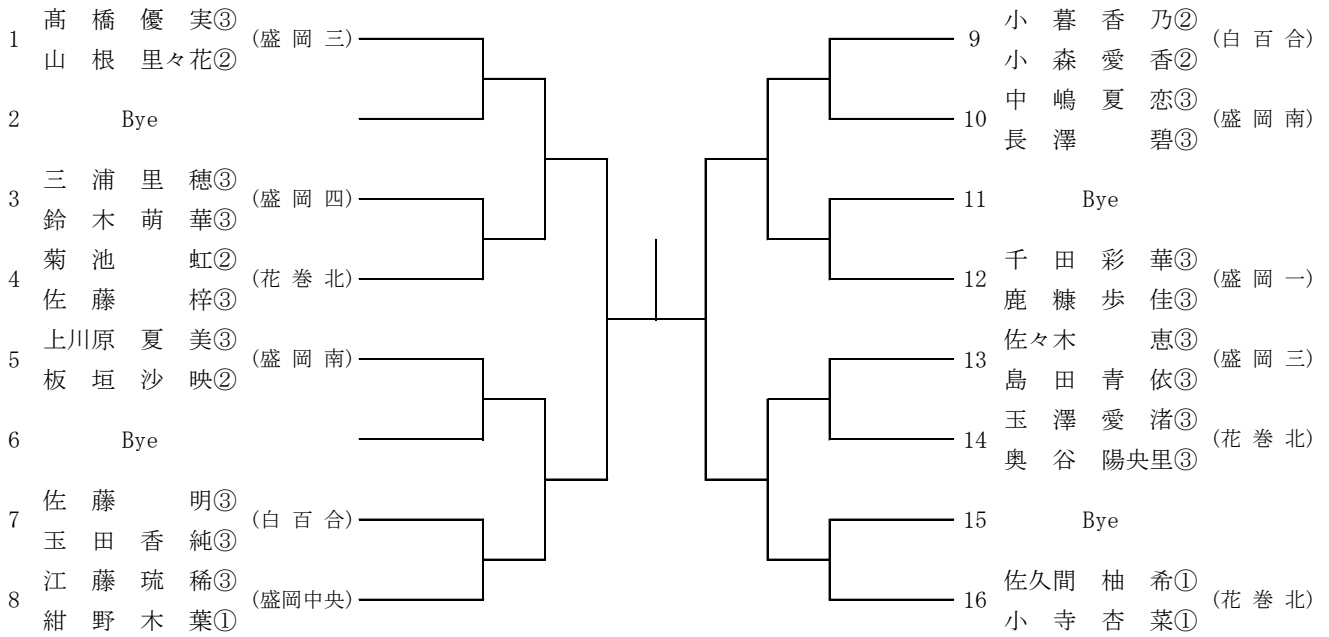 1 髙橋優実③ (盛岡三)
山根里々花②
2 Bye
3 三浦里穂③ (盛岡四)
鈴木萌華③
4 菊池虹② (花巻北)
佐藤梓③
5 上川原夏美③ (盛岡南)
板垣沙映②
6 Bye
7 佐藤明③ (白百合)
玉田香純③
8 江藤琉稀③ (盛岡中央)
紺野木葉①
9 小暮香乃② (白百合)
小森愛香②
10 中嶋夏恋③ (盛岡南)
長澤碧③
11 Bye
12 千田彩華③ (盛岡一)
鹿糠歩佳③
13 佐々木恵③ (盛岡三)
島田青依③
14 玉澤愛渚③ (花巻北)
奥谷陽央里③
15 Bye
16 佐久間柚希① (花巻北)
小寺杏菜①